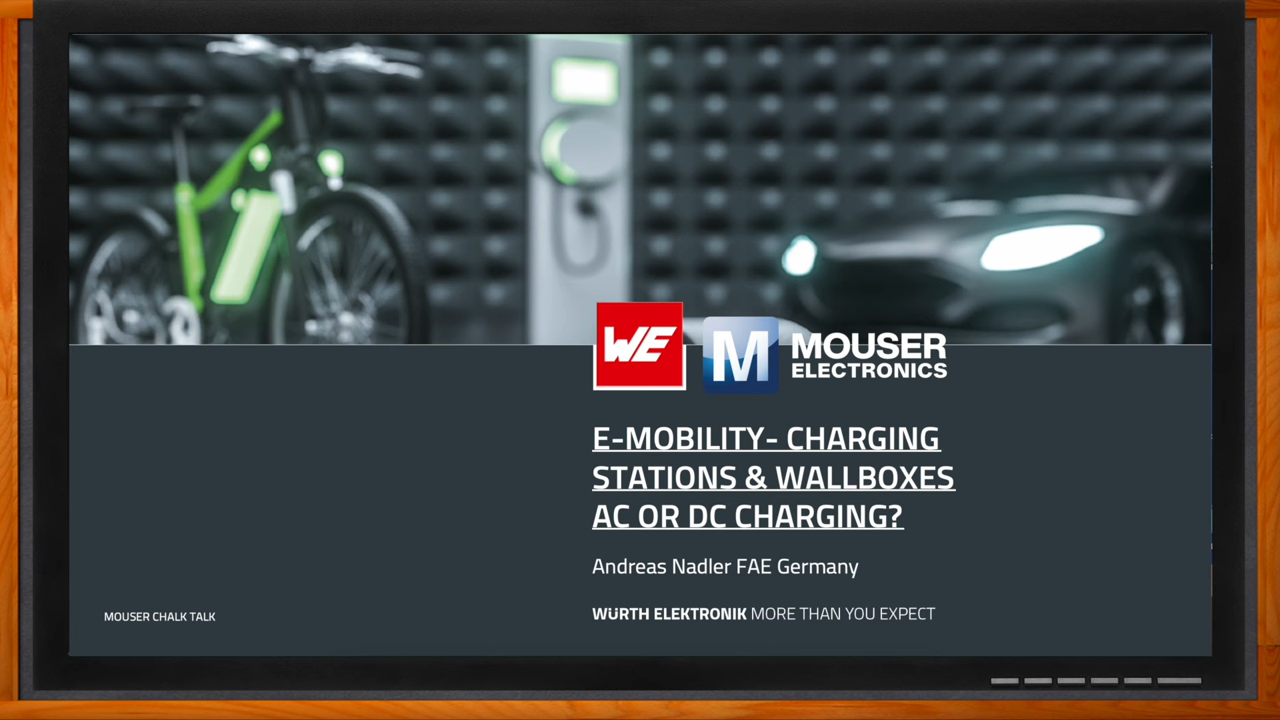 WE
M MOUSER
ELECTRONICS
E-MOBILITY- CHARGING
STATIONS & WALLBOXES
AC OR DC CHARGING?
Andreas Nadler FAE Germany
WÜRTH ELEKTRONIK MORE THAN YOU EXPECT
MOUSER CHALK TALK